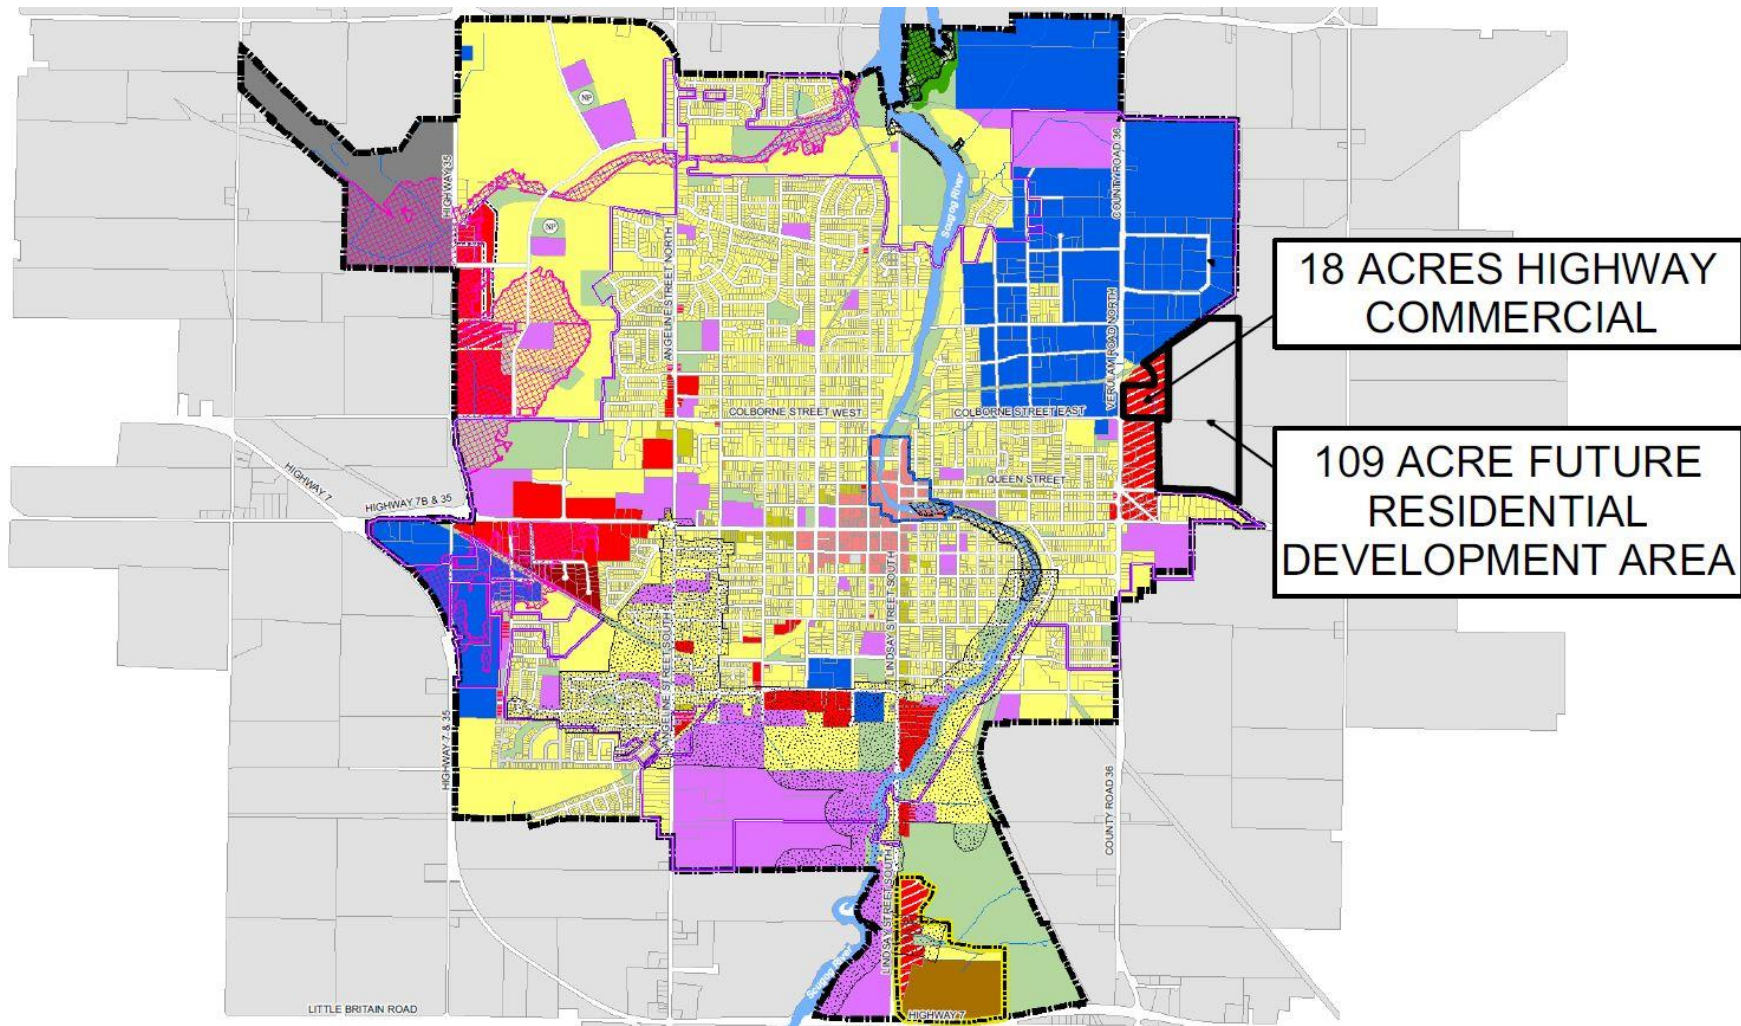 NP
HIGHWAY 35
COUNTY ROAD 36
Scugog River
NP
ANGELINE STREET NORTH
18 ACRES HIGHWAY
COMMERCIAL
VERULAM ROAD NORTH
COLBORNE STREET WEST
COLBORNE STREET EAST
109 ACRE FUTURE
RESIDENTIAL
DEVELOPMENT AREA
HIGHWAY 7
HIGHWAY 7B & 35
QUEEN STREET
LINDSAY STREET SOUTH
ANGELINE STREET SOUTH
HIGHWAY 7 & 35
COUNTY ROAD 36
LINDSAY STREET SOUTH
Scugog River
LITTLE BRITAIN ROAD
HIGHWAY 7